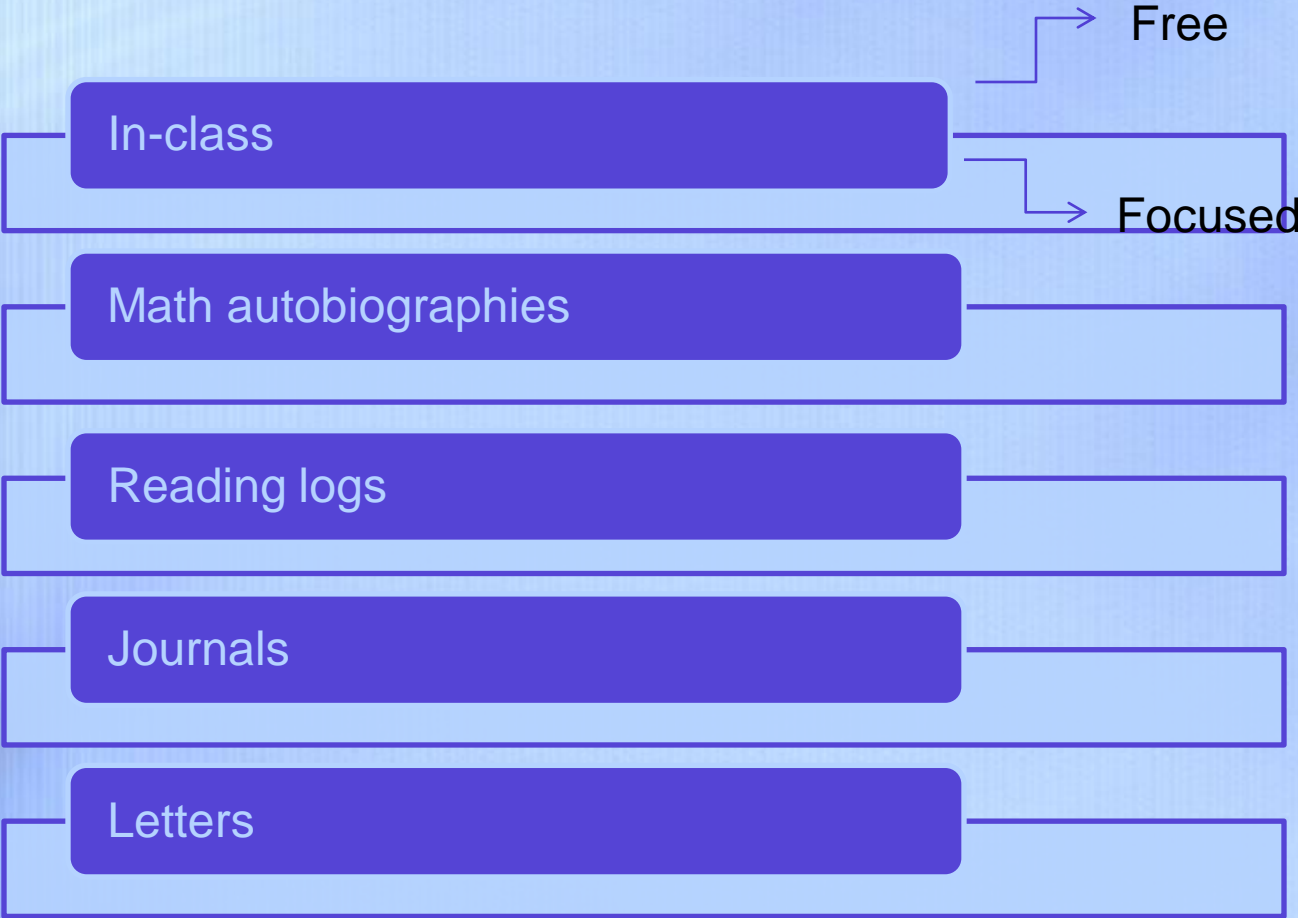 Free
In-class
Focused
Math autobiographies
Reading logs
Journals
Letters